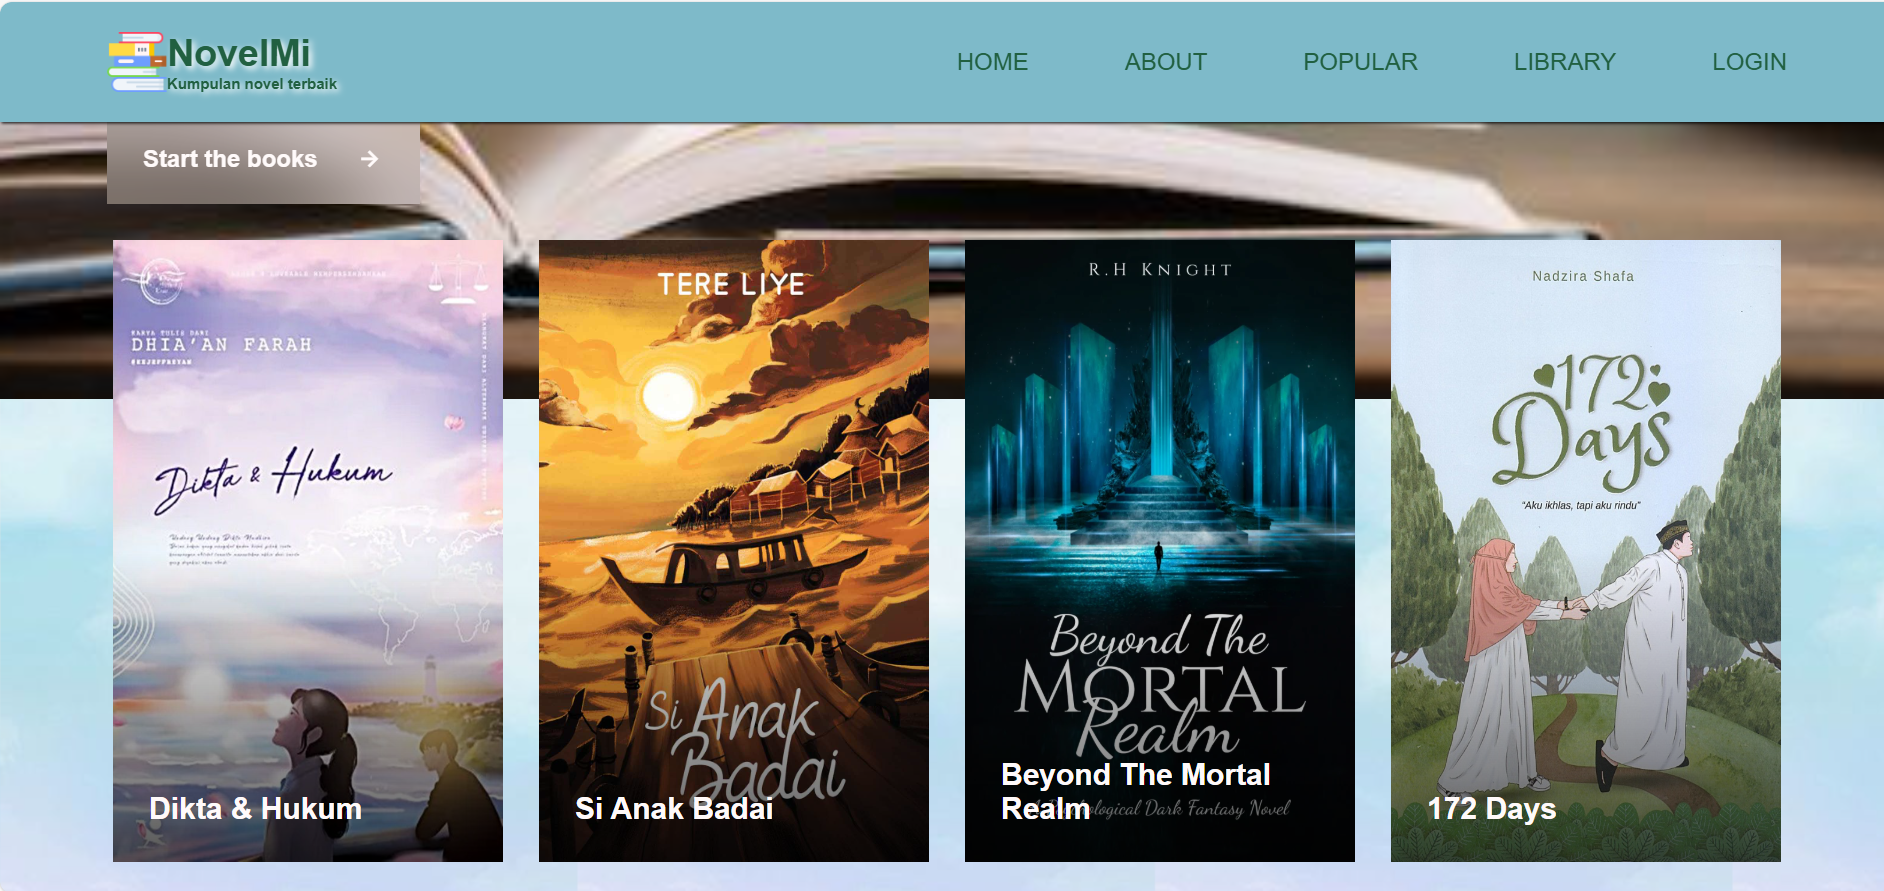 NovelMi
Kumpulan novel terbaik
HOME
ABOUT
POPULAR
LIBRARY
LOGIN
Start the books
KARYA TULIS DARI
DHIA'AN FARAH
@KSJEPPREYAN
Dikta & Hukum
Dikta & Hukum
TERE LIYE
Si Anak
Badai
Si Anak Badai
R.H KNIGHT
Beyond The
MORTAL
Realm
Dark Fantasy Novel
Beyond The Mortal
Realm
Nadzira Shafa
172
Days
"Aku ikhlas, tapi aku rindu"
172 Days